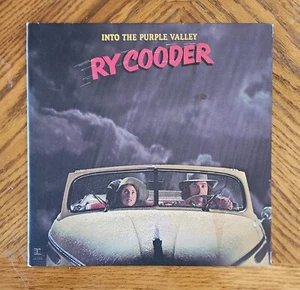 INTO THE PURPLE VALLEY
RY COODER